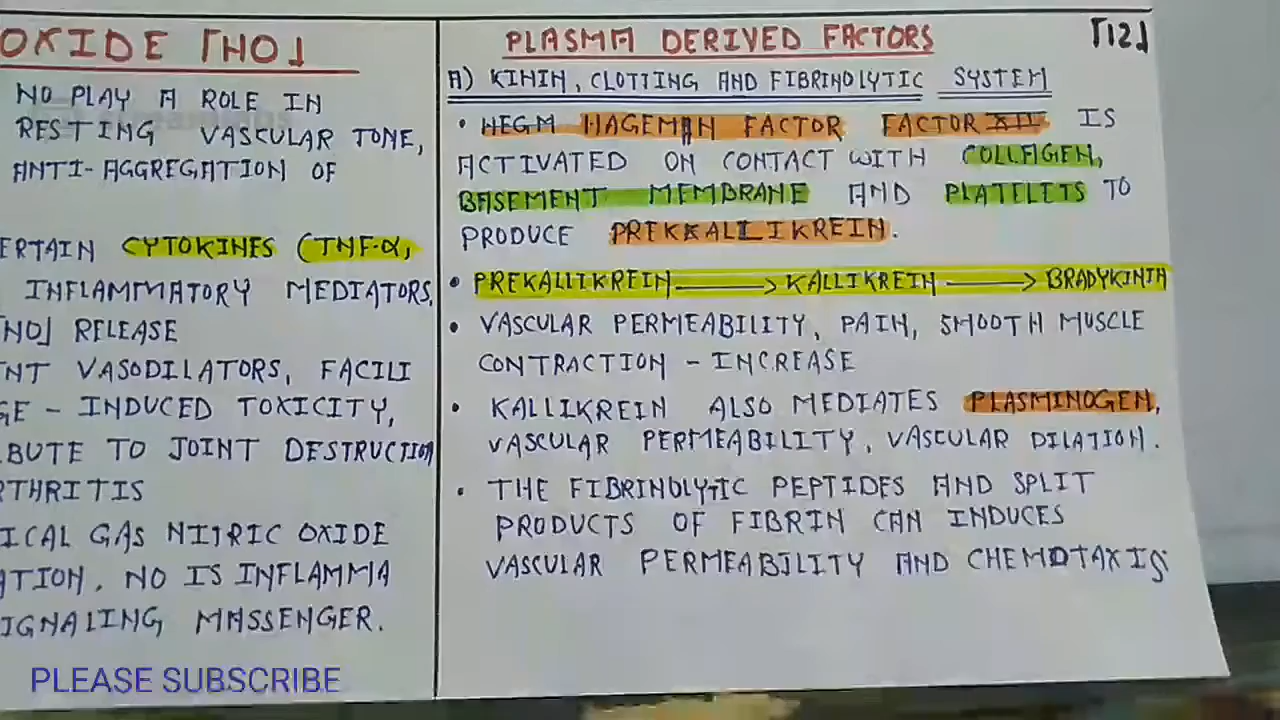 OXIDE [NO]
NO PLAY A ROLE IN
RESTING VASCULAR TONE,
ANTI-AGGREGATION OF
ERTAIN CYTOKINES (TNF-α,
INFLAMMATORY MEDIATORS,
[NO] RELEASE
ENT VASODILATORS, FACILI
GE - INDUCED TOXICITY,
BUTE TO JOINT DESTRUCTION
RTHRITIS
ICAL GAS NITRIC OXIDE
ATION. NO IS INFLAMMA
IGNALING MASSENGER.
PLEASE SUBSCRIBE
PLASMA DERIVED FACTORS
[12]
A) KININ, CLOTTING AND FIBRINOLYTIC SYSTEM
• HEGM HAGEMAN FACTOR FACTOR XII IS
ACTIVATED ON CONTACT WITH COLLAGEN,
BASEMENT MEMBRANE AND PLATELETS TO
PRODUCE PREKKALLIKREIN.
• PREKALLIKREIN → KALLIKREIN → BRADYKININ
• VASCULAR PERMEABILITY, PAIN, SMOOTH MUSCLE
CONTRACTION - INCREASE
• KALLIKREIN ALSO MEDIATES PLASMINOGEN,
VASCULAR PERMEABILITY, VASCULAR DILATION.
• THE FIBRINOLYTIC PEPTIDES AND SPLIT
PRODUCTS OF FIBRIN CAN INDUCES
VASCULAR PERMEABILITY AND CHEMOTAXIS